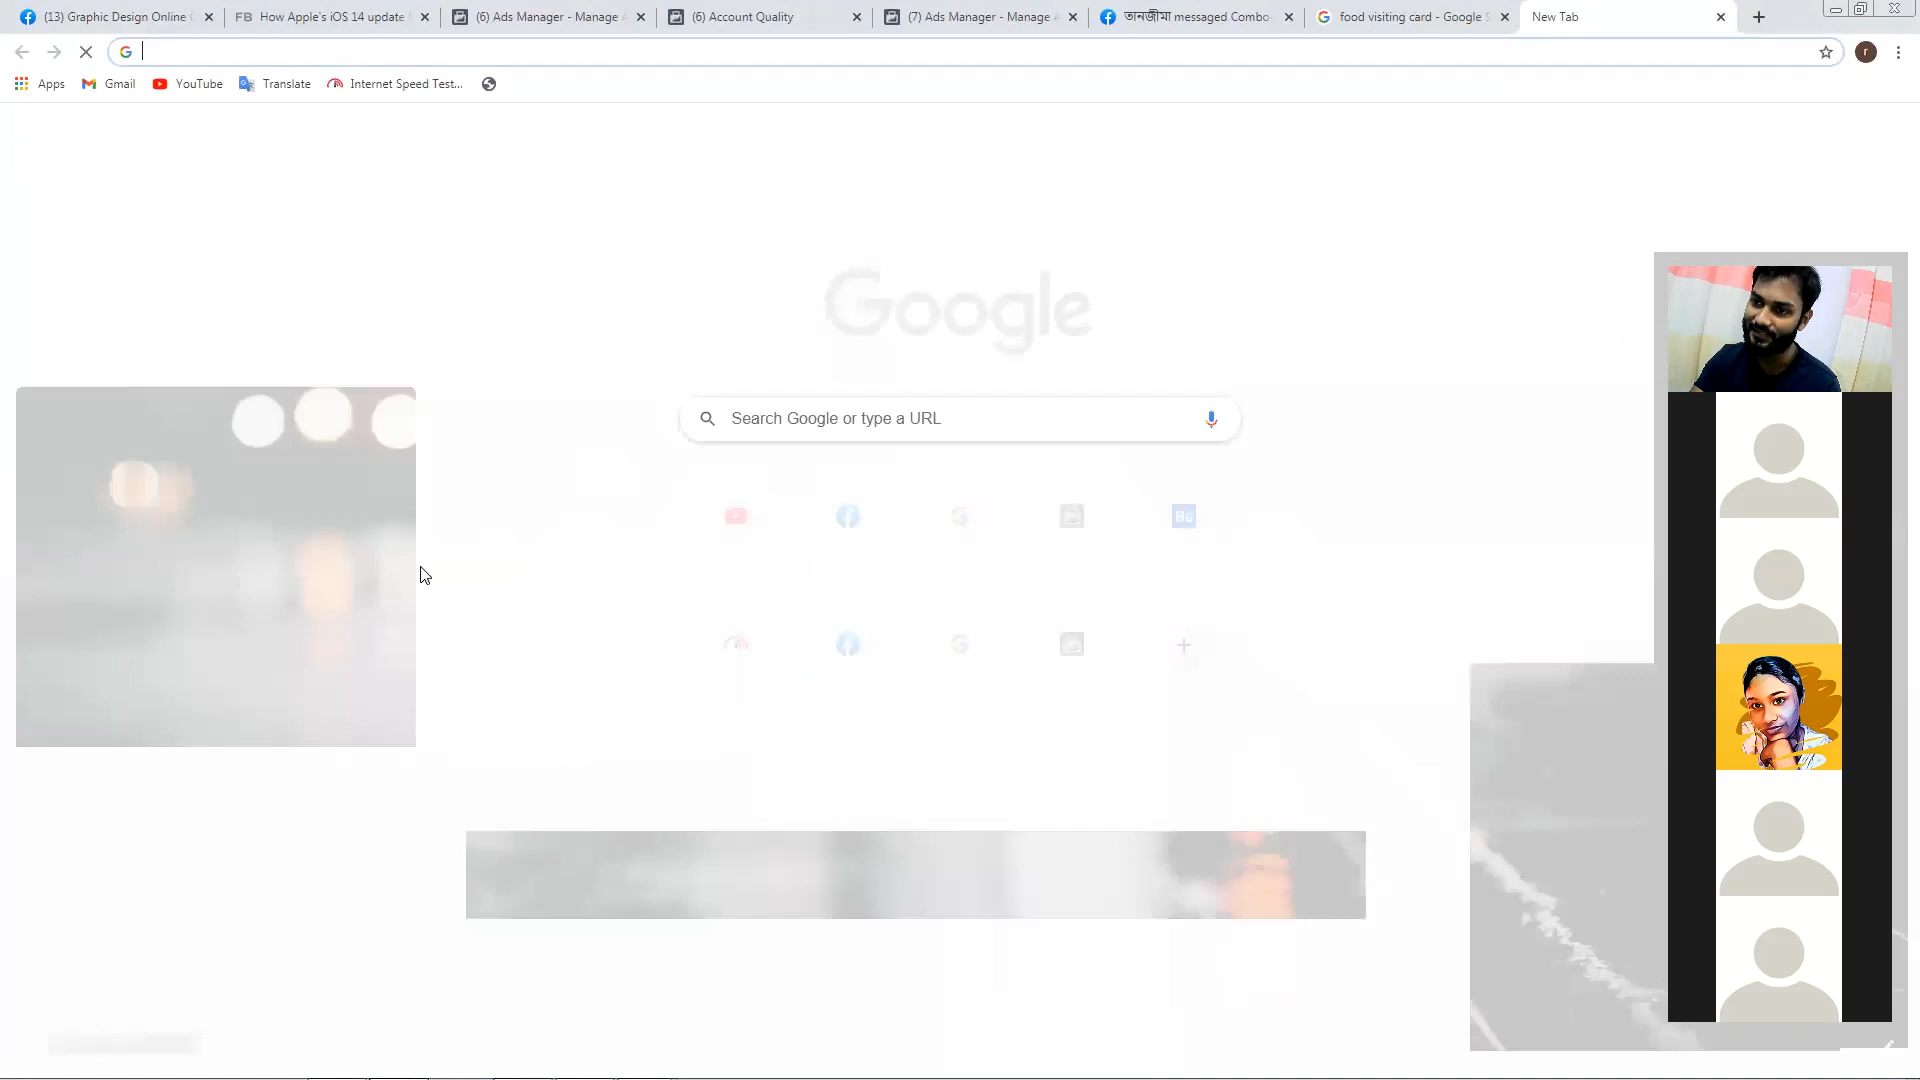 (13) Graphic Design Online
FB How Apple's iOS 14 update
(6) Ads Manager - Manage
(6) Account Quality
(7) Ads Manager - Manage
তানজীমা messaged Combo
food visiting card - Google S
New Tab
Apps
Gmail
YouTube
Translate
Internet Speed Test...
r
Google
Search Google or type a URL
Bē